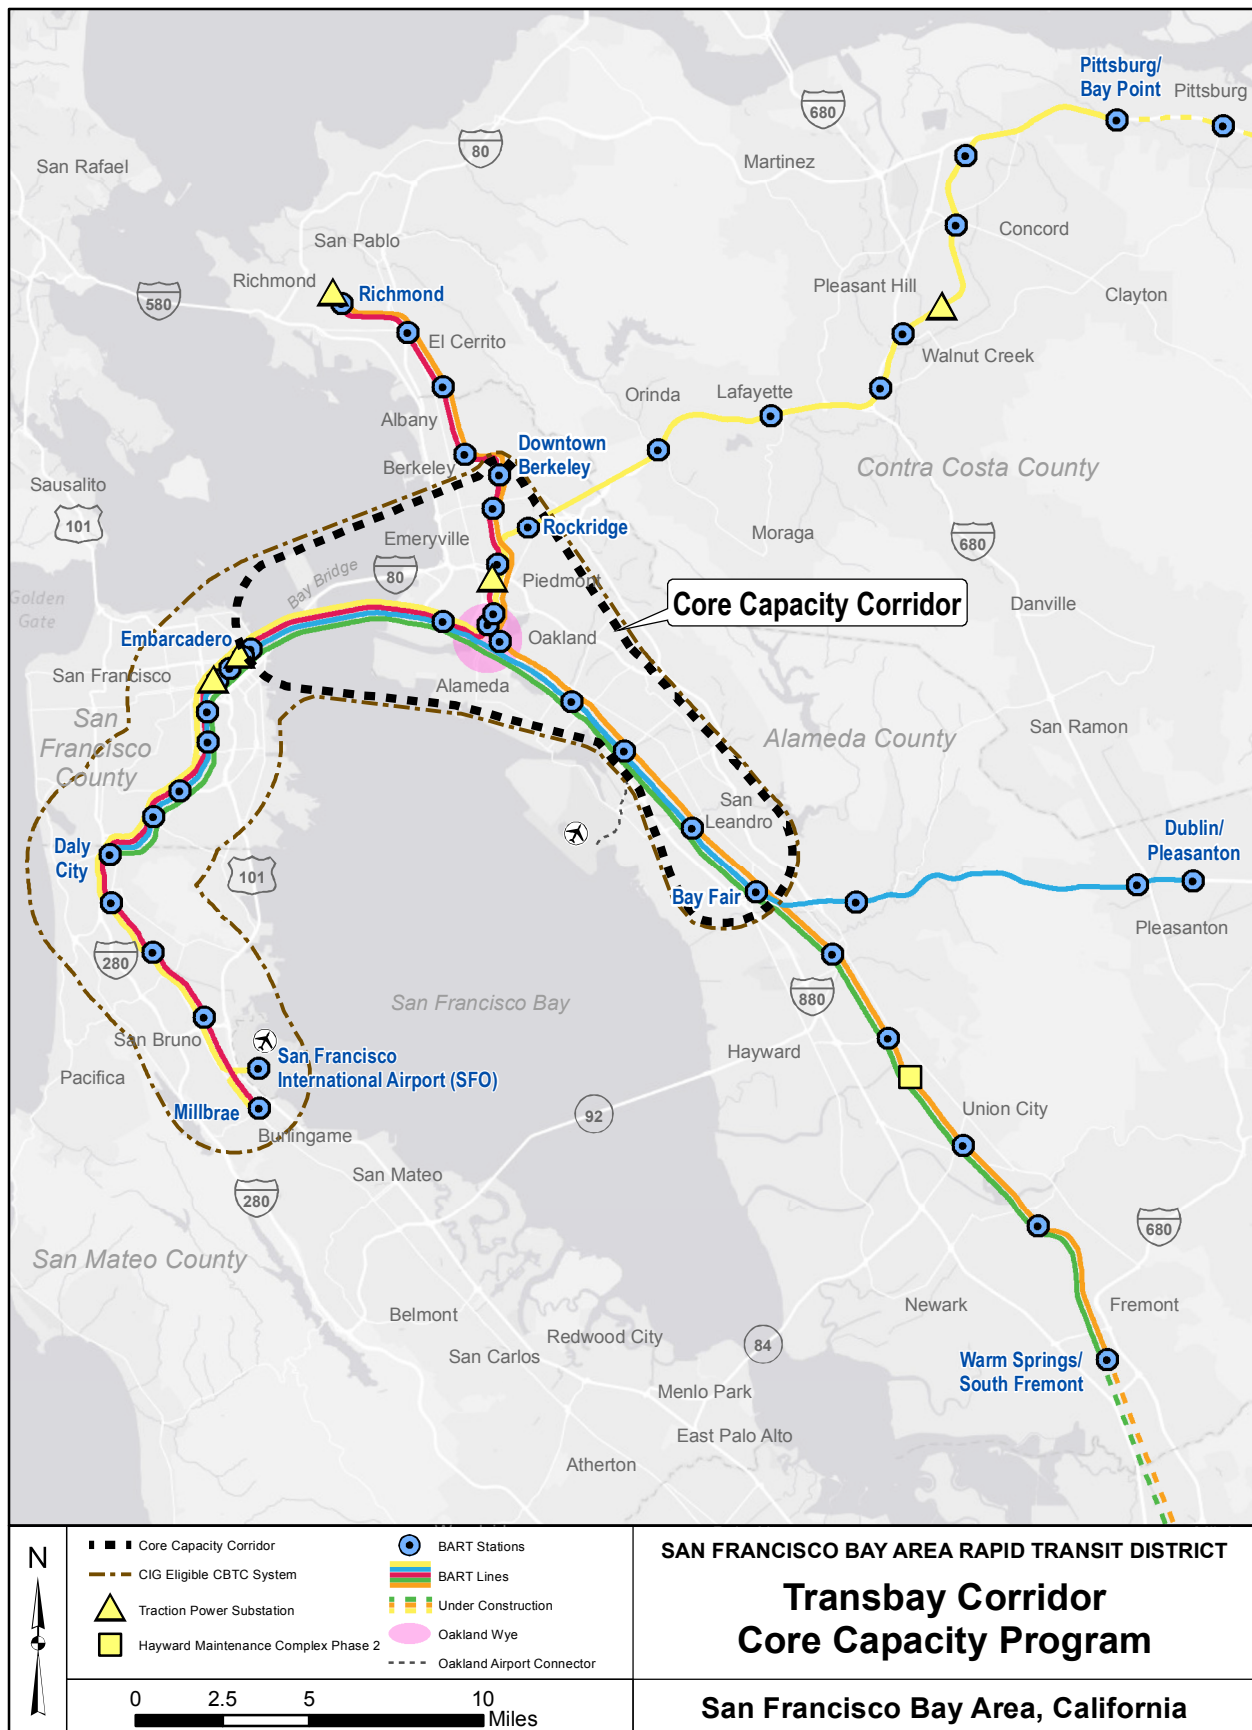 Pittsburg/
Bay Point
Pittsburg
680
80
Martinez
San Rafael
Concord
San Pablo
Richmond
Richmond
Pleasant Hill
Clayton
580
El Cerrito
Walnut Creek
Orinda
Lafayette
Albany
Downtown
Berkeley
Berkeley
Contra Costa County
Sausalito
101
Rockridge
Emeryville
Moraga
680
Bay Bridge
80
Piedmont
Golden
Gate
Core Capacity Corridor
Danville
Embarcadero
Oakland
San Francisco
Alameda
San
Francisco
County
San Ramon
Alameda County
San
Leandro
Daly
City
Dublin/
Pleasanton
101
Bay Fair
Pleasanton
280
San Francisco Bay
880
San Bruno
Hayward
San Francisco
International Airport (SFO)
Pacifica
Millbrae
92
Union City
Burlingame
San Mateo
280
680
San Mateo County
Newark
Fremont
Belmont
Redwood City
84
San Carlos
Warm Springs/
South Fremont
Menlo Park
East Palo Alto
Atherton
N
Core Capacity Corridor
CIG Eligible CBTC System
Traction Power Substation
Hayward Maintenance Complex Phase 2
BART Stations
BART Lines
Under Construction
Oakland Wye
Oakland Airport Connector
0 2.5 5 10
Miles
SAN FRANCISCO BAY AREA RAPID TRANSIT DISTRICT
Transbay Corridor
Core Capacity Program
San Francisco Bay Area, California